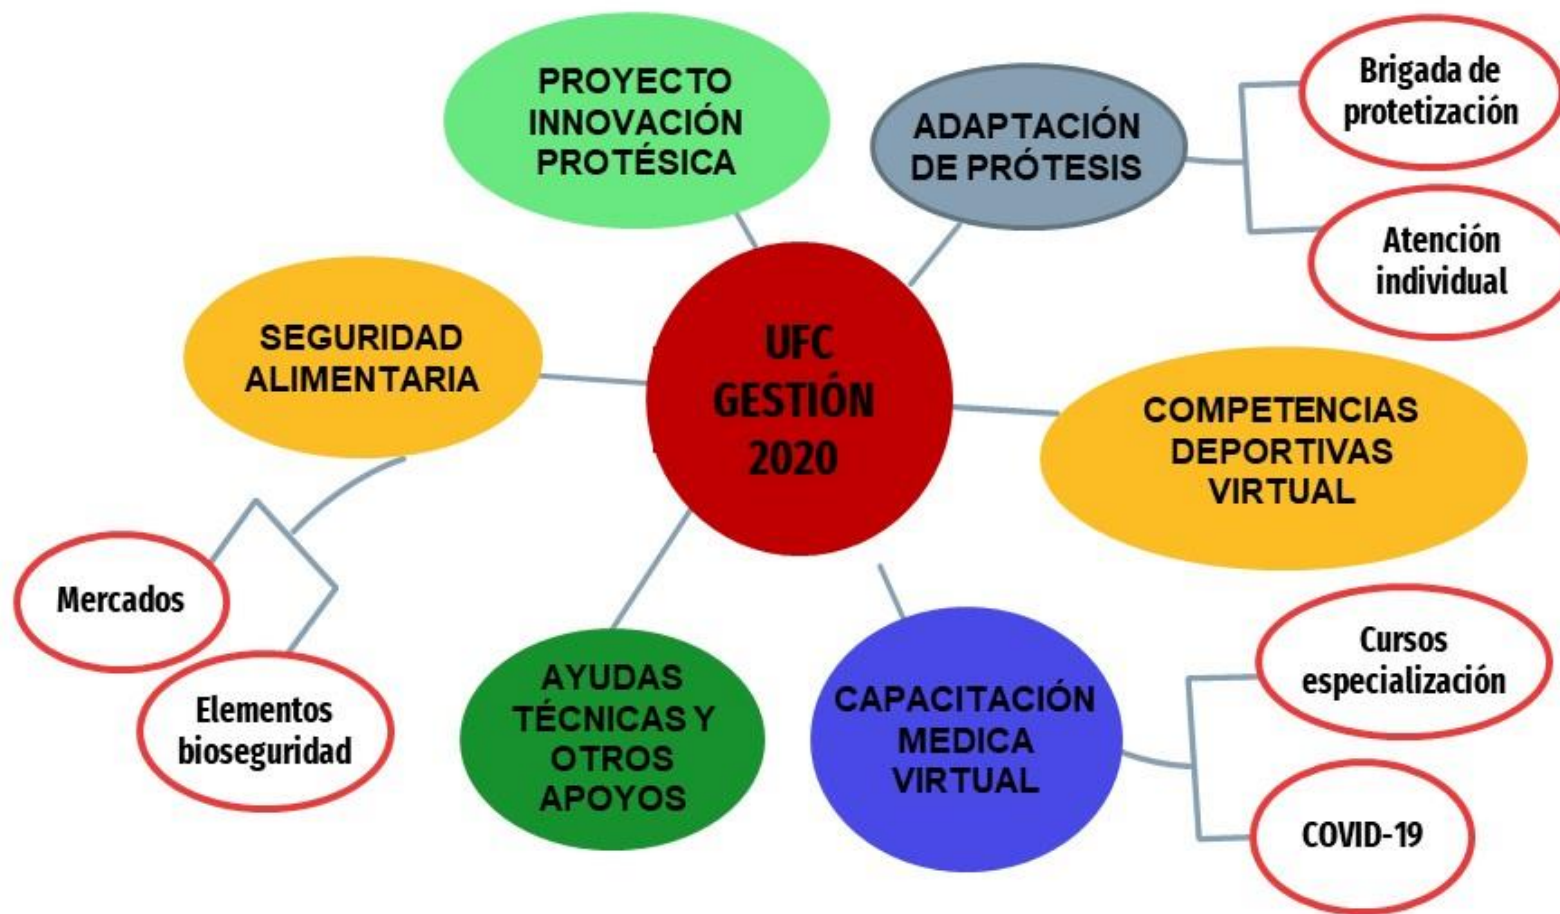 PROYECTO
INNOVACIÓN
PROTÉSICA
ADAPTACIÓN
DE PRÓTESIS
Brigada de
protetización
Atención
individual
SEGURIDAD
ALIMENTARIA
UFC
GESTIÓN
2020
COMPETENCIAS
DEPORTIVAS
VIRTUAL
Mercados
Elementos
bioseguridad
AYUDAS
TÉCNICAS Y
OTROS
APOYOS
CAPACITACIÓN
MEDICA
VIRTUAL
Cursos
especialización
COVID-19